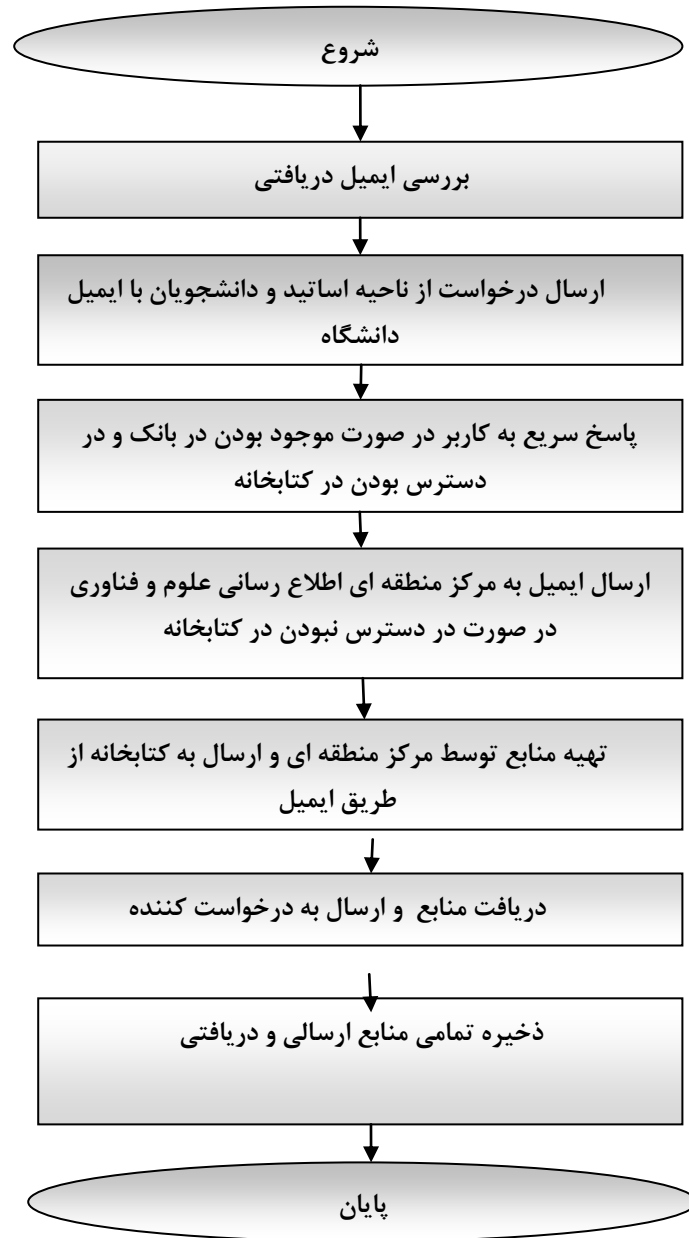 شروع
بررسی ایمیل دریافتی
ارسال درخواست از ناحیه اساتید و دانشجویان با ایمیل
دانشگاه
پاسخ سریع به کاربر در صورت موجود بودن در بانک و در
دسترس بودن در کتابخانه
ارسال ایمیل به مرکز منطقه ای اطلاع رسانی علوم و فناوری
در صورت در دسترس نبودن در کتابخانه
تهیه منابع توسط مرکز منطقه ای و ارسال به کتابخانه از
طریق ایمیل
دریافت منابع و ارسال به درخواست کننده
ذخیره تمامی منابع ارسالی و دریافتی
پایان